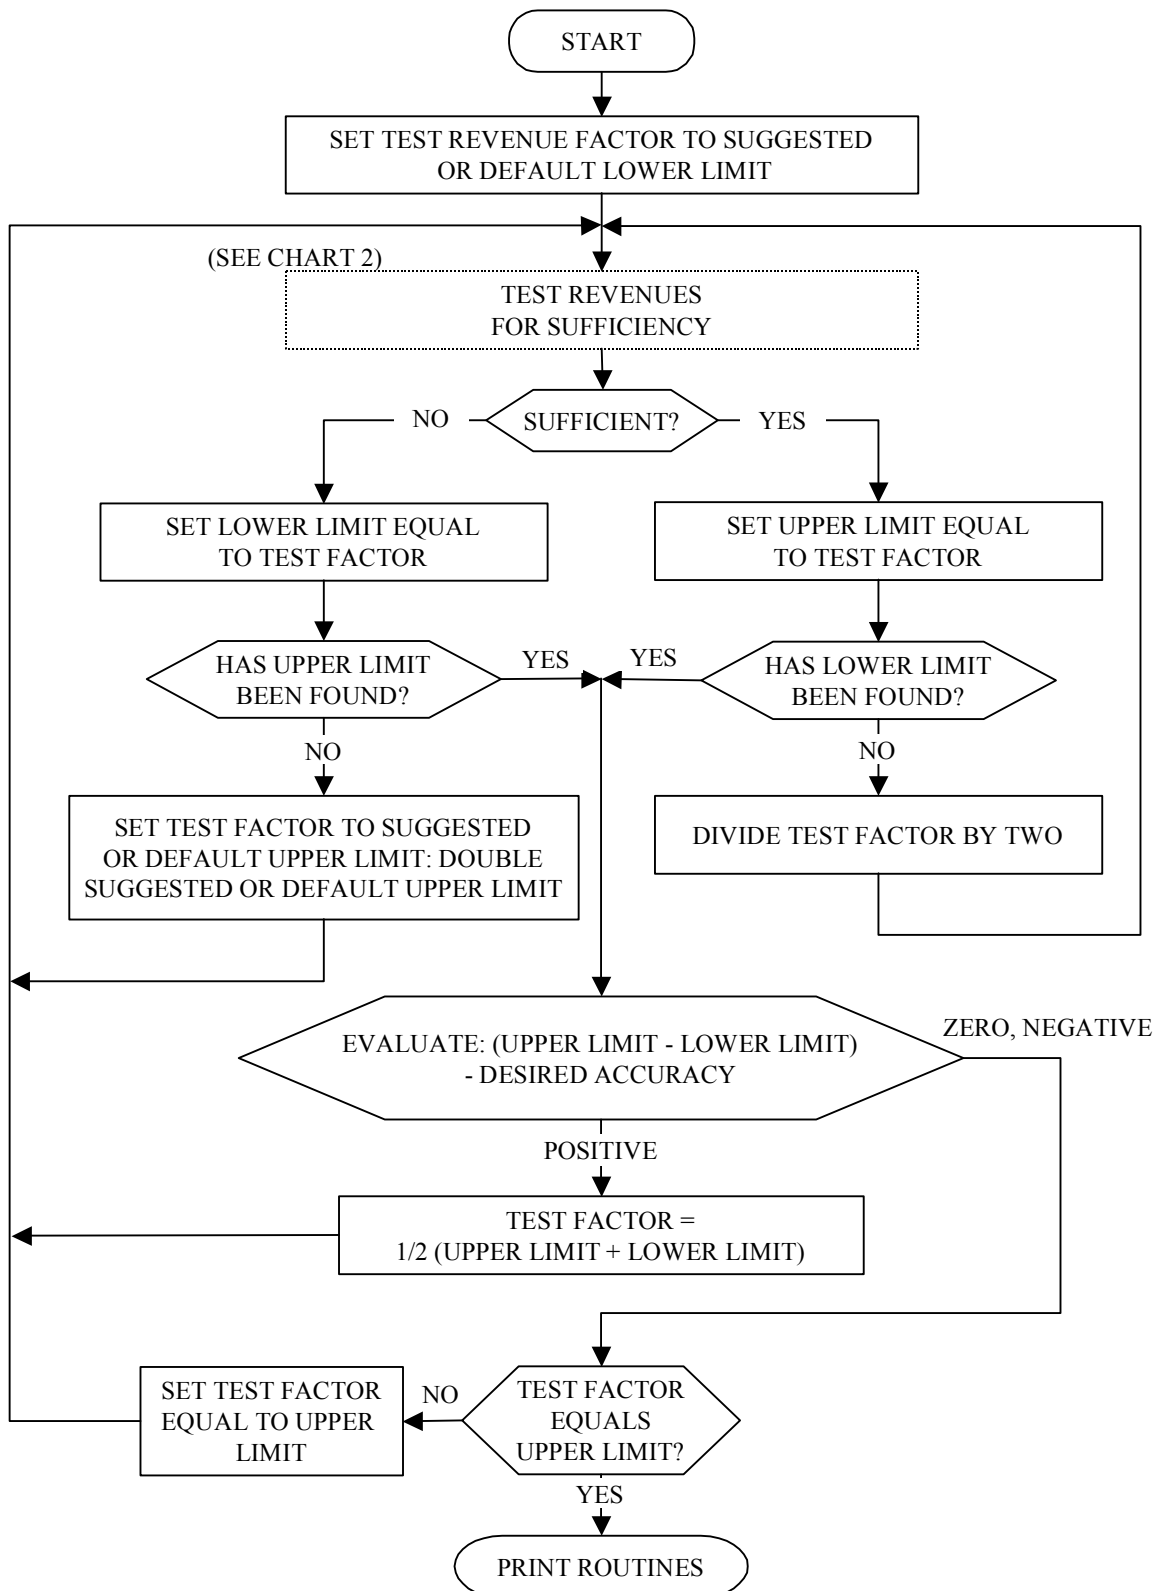 START
SET TEST REVENUE FACTOR TO SUGGESTED
OR DEFAULT LOWER LIMIT
(SEE CHART 2)
TEST REVENUES
FOR SUFFICIENCY
NO
SUFFICIENT?
YES
SET LOWER LIMIT EQUAL
TO TEST FACTOR
SET UPPER LIMIT EQUAL
TO TEST FACTOR
HAS UPPER LIMIT
BEEN FOUND?
YES
YES
HAS LOWER LIMIT
BEEN FOUND?
NO
NO
SET TEST FACTOR TO SUGGESTED
OR DEFAULT UPPER LIMIT: DOUBLE
SUGGESTED OR DEFAULT UPPER LIMIT
DIVIDE TEST FACTOR BY TWO
EVALUATE: (UPPER LIMIT - LOWER LIMIT)
- DESIRED ACCURACY
ZERO, NEGATIVE
POSITIVE
TEST FACTOR =
1/2 (UPPER LIMIT + LOWER LIMIT)
SET TEST FACTOR
EQUAL TO UPPER
LIMIT
NO
TEST FACTOR
EQUALS
UPPER LIMIT?
YES
PRINT ROUTINES